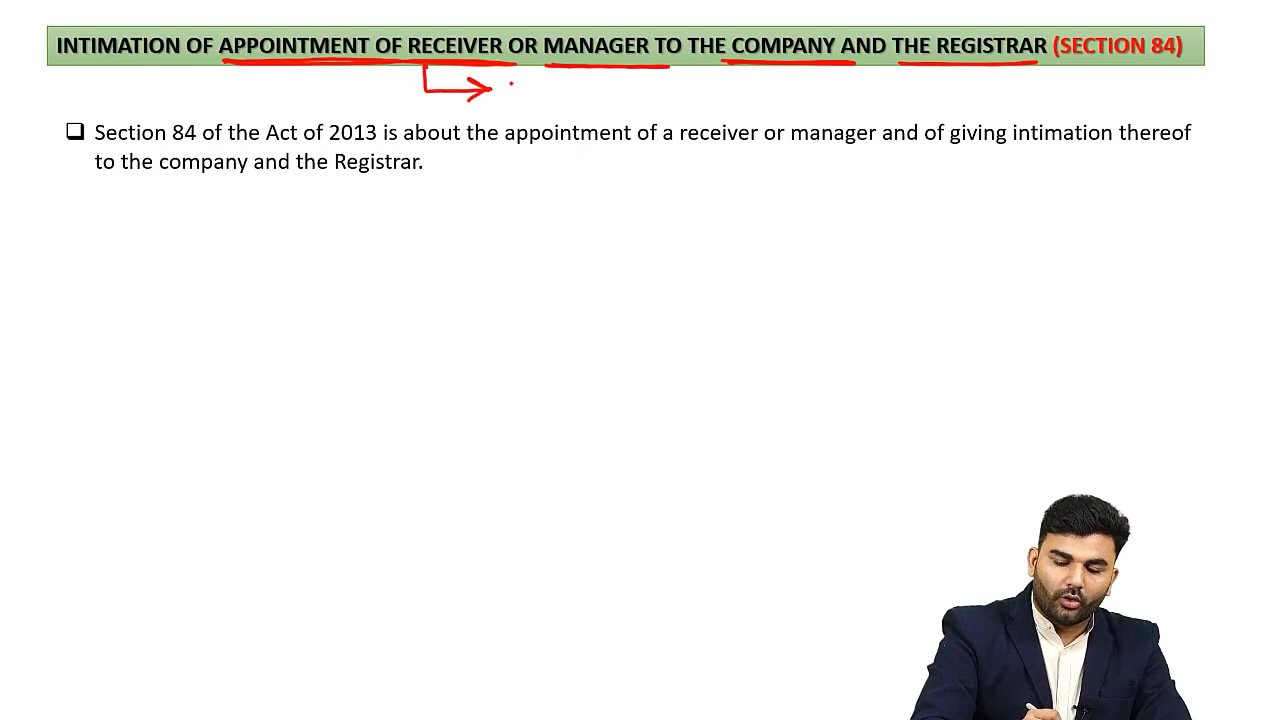 INTIMATION OF APPOINTMENT OF RECEIVER OR MANAGER TO THE COMPANY AND THE REGISTRAR (SECTION 84)
Section 84 of the Act of 2013 is about the appointment of a receiver or manager and of giving intimation thereof
to the company and the Registrar.